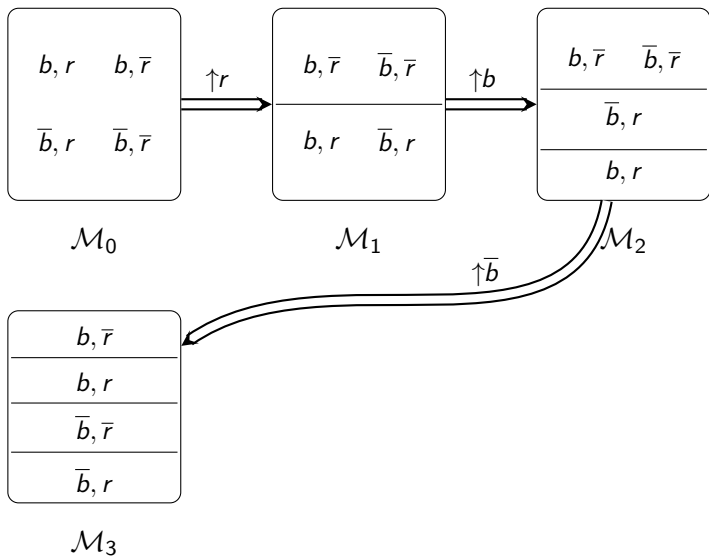 b, r b, r̅ ↑r b, r̅ b̅, r̅ ↑b b, r̅ b̅, r̅
b̅, r b̅, r̅ b, r b̅, r b̅, r
b, r
ℳ₀ ℳ₁ ℳ₂
↑b̅
b, r̅
b, r
b̅, r̅
b̅, r
ℳ₃